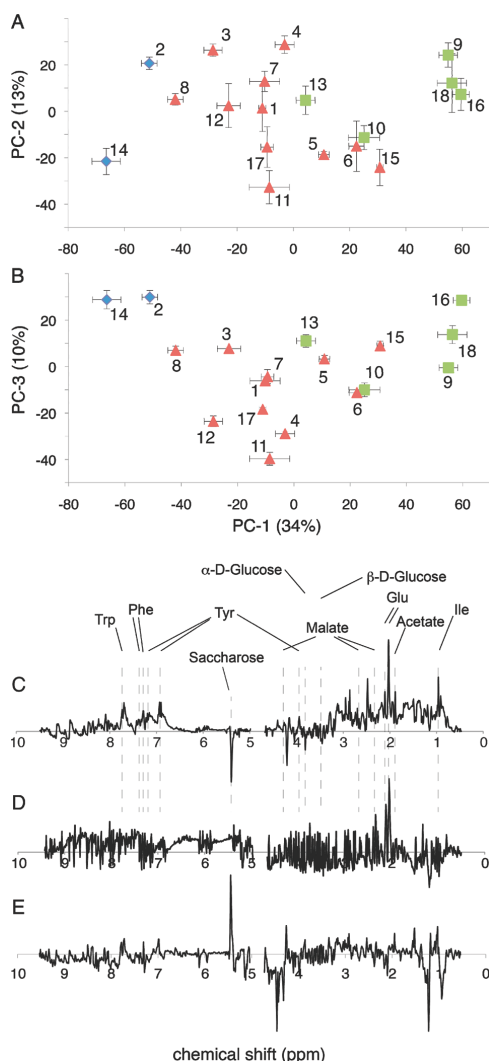 A
PC-2 (13%)
20
0
-20
-40
2
3
4
9
8
7
13
18
16
12
1
10
14
17
5
6
15
11
-80 -60 -40 -20 0 20 40 60
B
PC-3 (10%)
20
0
-20
-40
14
2
16
13
3
15
18
8
7
5
10
9
1
6
12
17
4
11
-80 -60 -40 -20 0 20 40 60
PC-1 (34%)
α-D-Glucose
β-D-Glucose
Glu
Phe
Tyr
Trp
Malate
Acetate
Ile
Saccharose
C
10 9 8 7 6 5 4 3 2 1 0
D
10 9 8 7 6 5 4 3 2 1 0
E
10 9 8 7 6 5 4 3 2 1 0
chemical shift (ppm)